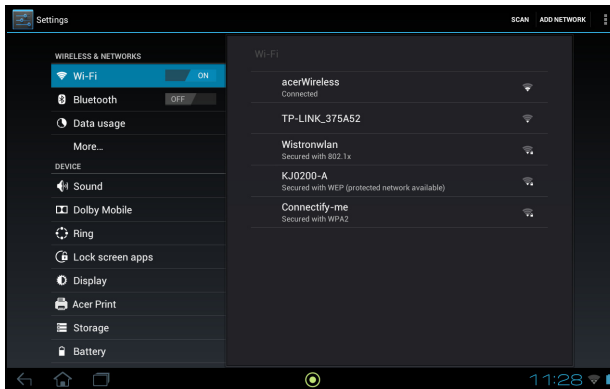 Settings
SCAN ADD NETWORK
WIRELESS & NETWORKS
Wi-Fi ON
Bluetooth OFF
Data usage
More...
DEVICE
Sound
Dolby Mobile
Ring
Lock screen apps
Display
Acer Print
Storage
Battery
Wi-Fi
acerWireless
Connected
TP-LINK_375A52
Wistronwlan
Secured with 802.1x
KJ0200-A
Secured with WEP (protected network available)
Connectify-me
Secured with WPA2
11:28